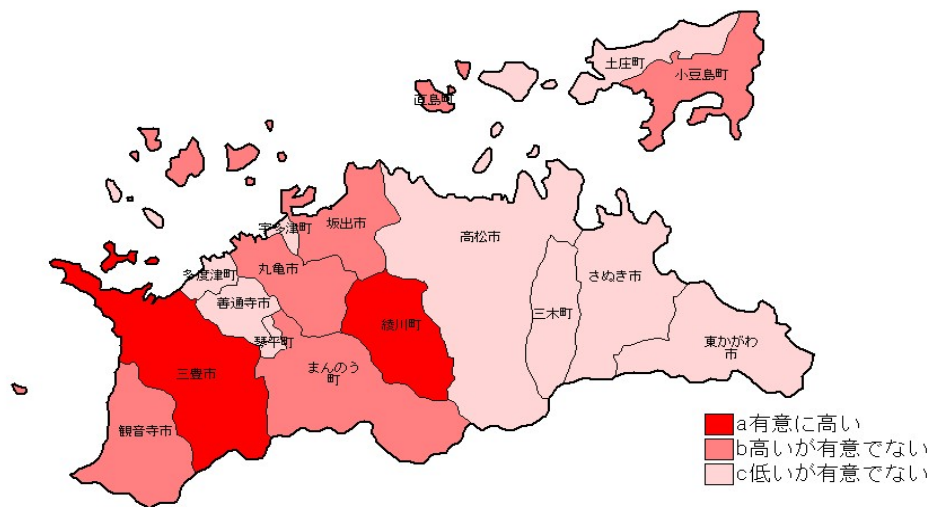 土庄町
小豆島町
直島町
宇多津町
坂出市
高松市
丸亀市
多度津町
さぬき市
善通寺市
三木町
綾川町
琴平町
東かがわ
市
まんのう
町
三豊市
観音寺市
a有意に高い
b高いが有意でない
c低いが有意でない